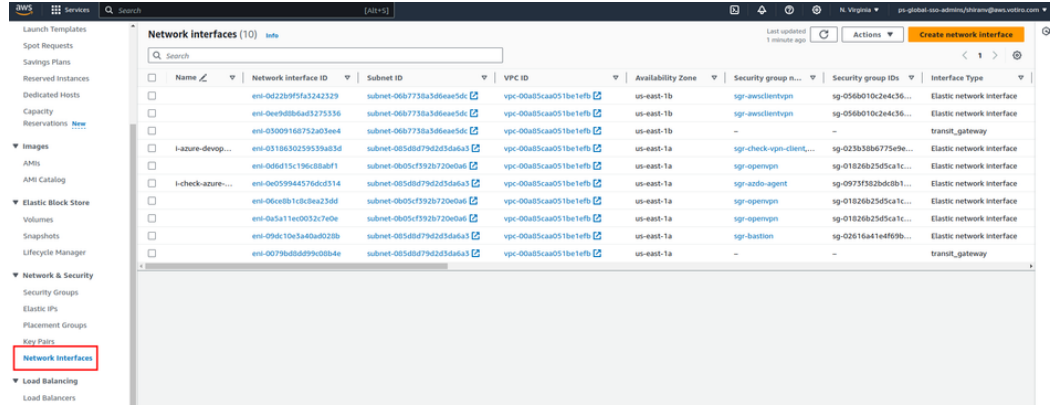 aws Services Search [Alt+S] N. Virginia ps-global-sso-admins/shiranv@aws.votiro.com
Launch Templates
Spot Requests
Savings Plans
Reserved Instances
Dedicated Hosts
Capacity
Reservations New
Images
AMIs
AMI Catalog
Elastic Block Store
Volumes
Snapshots
Lifecycle Manager
Network & Security
Security Groups
Elastic IPs
Placement Groups
Key Pairs
Network Interfaces
Load Balancing
Load Balancers
Network interfaces (10) Info
Last updated
1 minute ago
Actions
Create network interface
Search
1
Name Network interface ID Subnet ID VPC ID Availability Zone Security group n... Security group IDs Interface Type
eni-0d22b9f5fa3242329 subnet-06b7738a3d6eae5dc vpc-00a85caa051be1efb us-east-1b sgr-awsclientvpn sg-056b010c2e4c36... Elastic network interface
eni-0ee9d8b6ad3275336 subnet-06b7738a3d6eae5dc vpc-00a85caa051be1efb us-east-1b sgr-awsclientvpn sg-056b010c2e4c36... Elastic network interface
eni-03009168752a03ee4 subnet-06b7738a3d6eae5dc vpc-00a85caa051be1efb us-east-1b – – transit_gateway
i-azure-devop... eni-0318630259539a83d subnet-085d8d79d2d3da6a3 vpc-00a85caa051be1efb us-east-1a sgr-check-vpn-client,... sg-023b38b6775e9e... Elastic network interface
eni-0d6d15c196c88abf1 subnet-0b05cf392b720e0a6 vpc-00a85caa051be1efb us-east-1a sgr-openvpn sg-01826b25d5ca1c... Elastic network interface
i-check-azure-... eni-0e059944576dcd314 subnet-085d8d79d2d3da6a3 vpc-00a85caa051be1efb us-east-1a sgr-azdo-agent sg-0973f382bdc8b1... Elastic network interface
eni-06ce8b1c8c8ea23dd subnet-0b05cf392b720e0a6 vpc-00a85caa051be1efb us-east-1a sgr-openvpn sg-01826b25d5ca1c... Elastic network interface
eni-0a5a11ec0032c7e0e subnet-0b05cf392b720e0a6 vpc-00a85caa051be1efb us-east-1a sgr-openvpn sg-01826b25d5ca1c... Elastic network interface
eni-09dc10e3a40ad028b subnet-085d8d79d2d3da6a3 vpc-00a85caa051be1efb us-east-1a sgr-bastion sg-02616a41e4f69b... Elastic network interface
eni-0079bd8dd99c08b4e subnet-085d8d79d2d3da6a3 vpc-00a85caa051be1efb us-east-1a – – transit_gateway